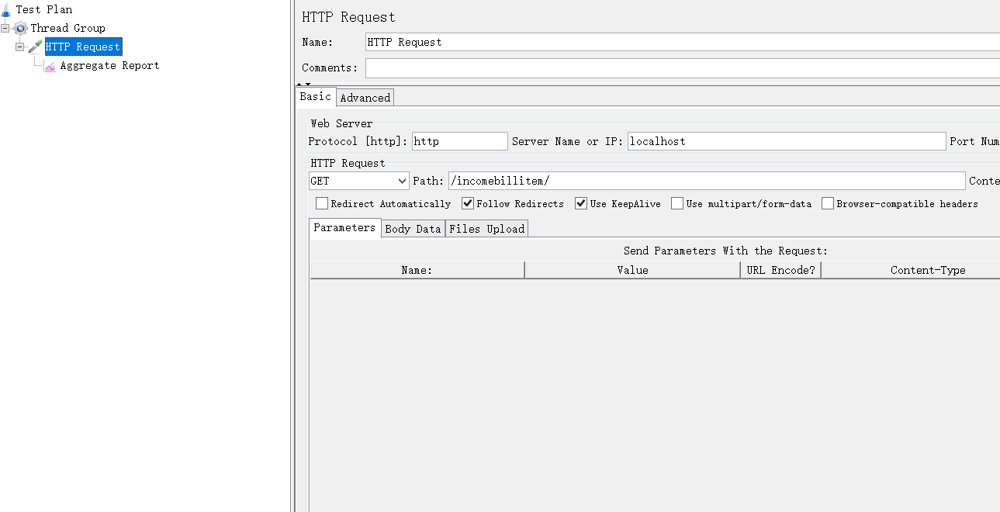 Test Plan
Thread Group
HTTP Request
Aggregate Report
HTTP Request
Name: HTTP Request
Comments:
Basic Advanced
Web Server
Protocol [http]: http Server Name or IP: localhost Port Num
HTTP Request
GET Path: /incomebillitem/ Conte
Redirect Automatically Follow Redirects Use KeepAlive Use multipart/form-data Browser-compatible headers
Parameters Body Data Files Upload
Send Parameters With the Request:
Name: Value URL Encode? Content-Type